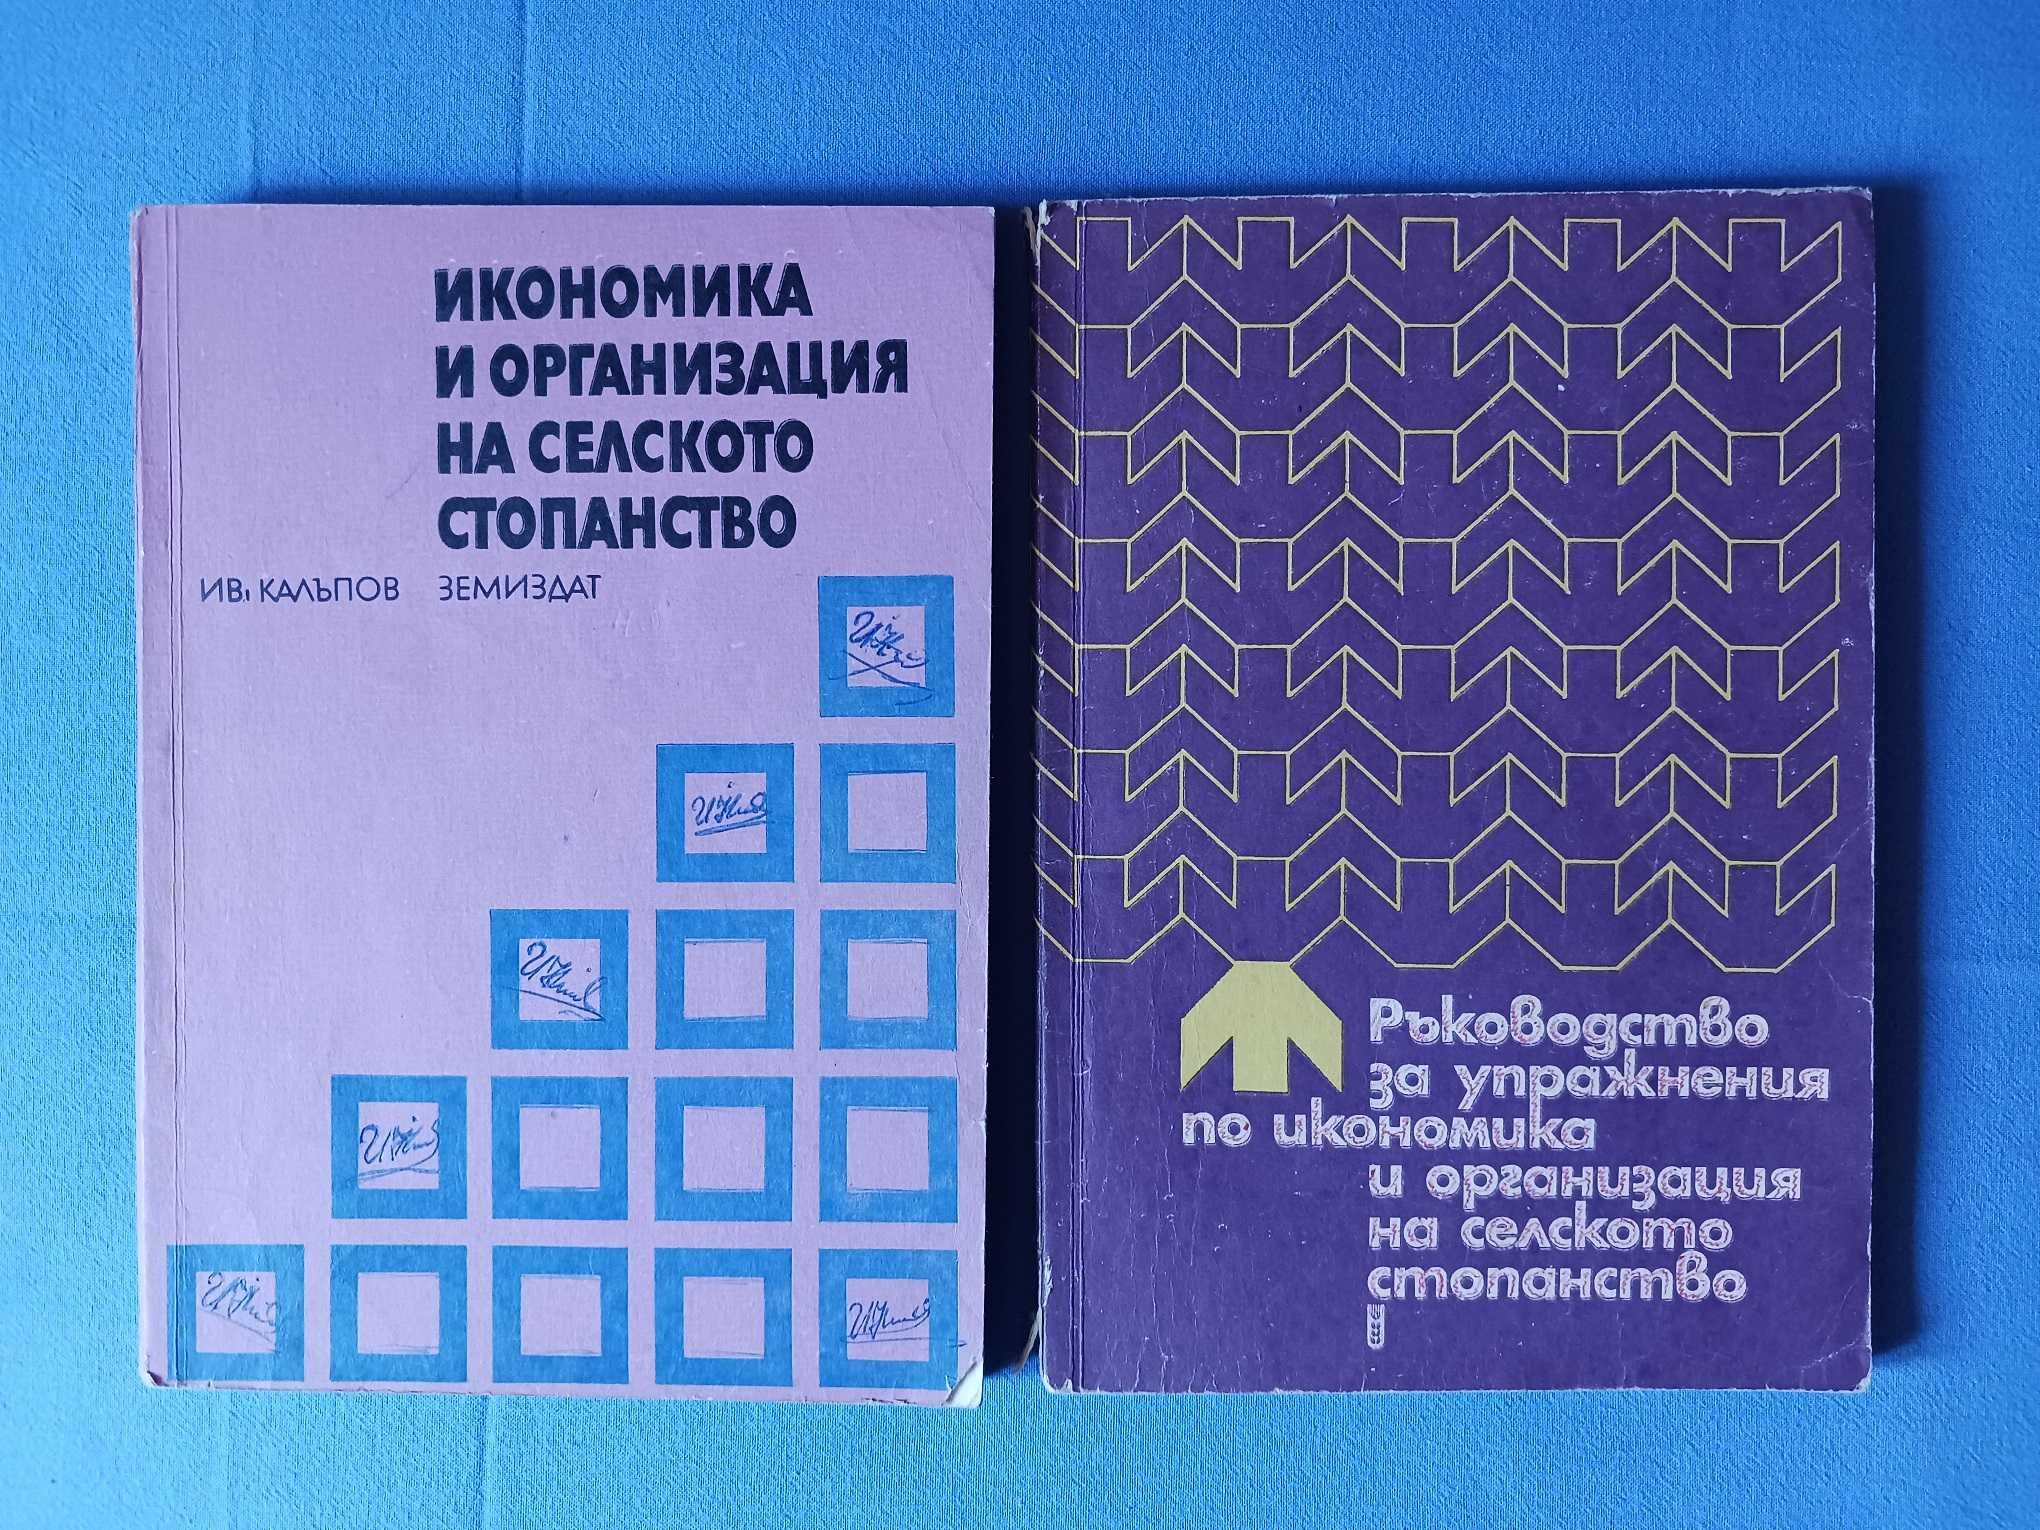 ИКОНОМИКА
И ОРГАНИЗАЦИЯ
НА СЕЛСКОТО
СТОПАНСТВО
ИВ. КАЛЪПОВ ЗЕМИЗДАТ
Ръководство
за упражнения
по икономика
и организация
на селското
стопанство